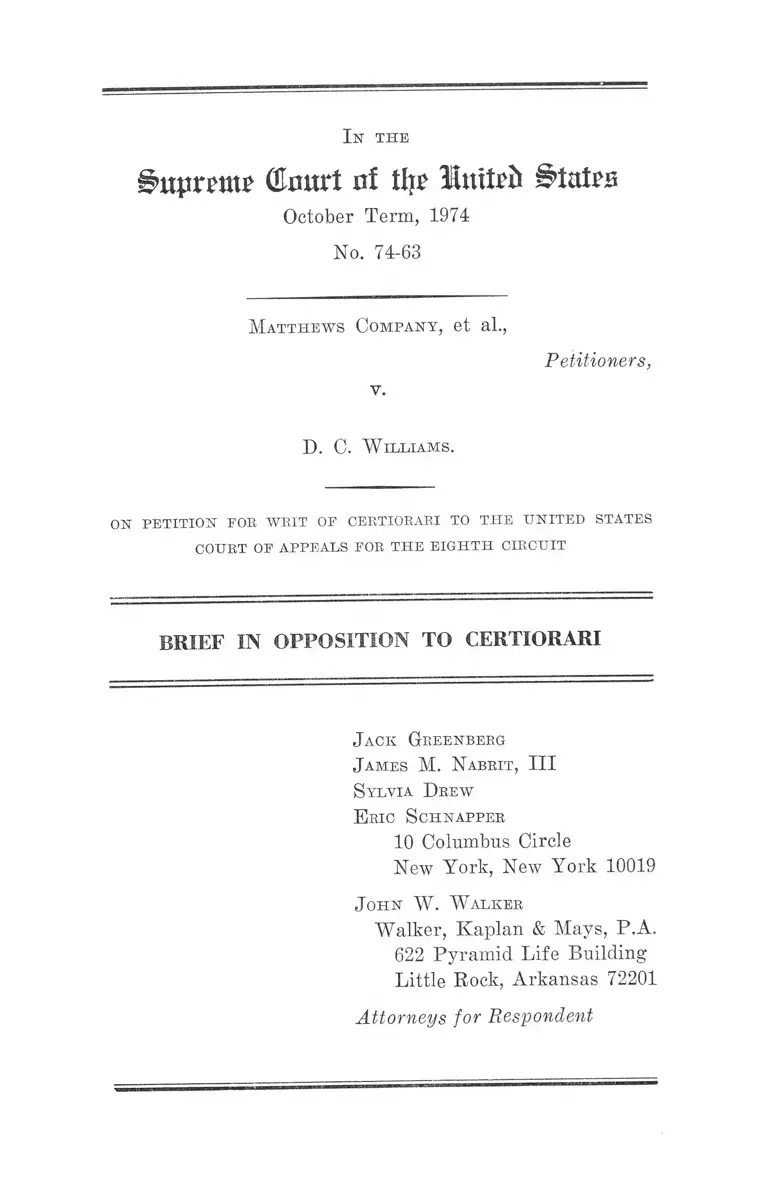 IN THE
Supreme Court of the United States
October Term, 1974
No. 74-63
MATTHEWS COMPANY, et al.,
Petitioners,
v.
D. C. WILLIAMS.
ON PETITION FOR WRIT OF CERTIORARI TO THE UNITED STATES
COURT OF APPEALS FOR THE EIGHTH CIRCUIT
BRIEF IN OPPOSITION TO CERTIORARI
JACK GREENBERG
JAMES M. NABRIT, III
SYLVIA DREW
ERIC SCHNAPPER
10 Columbus Circle
New York, New York 10019
JOHN W. WALKER
Walker, Kaplan & Mays, P.A.
622 Pyramid Life Building
Little Rock, Arkansas 72201
Attorneys for Respondent